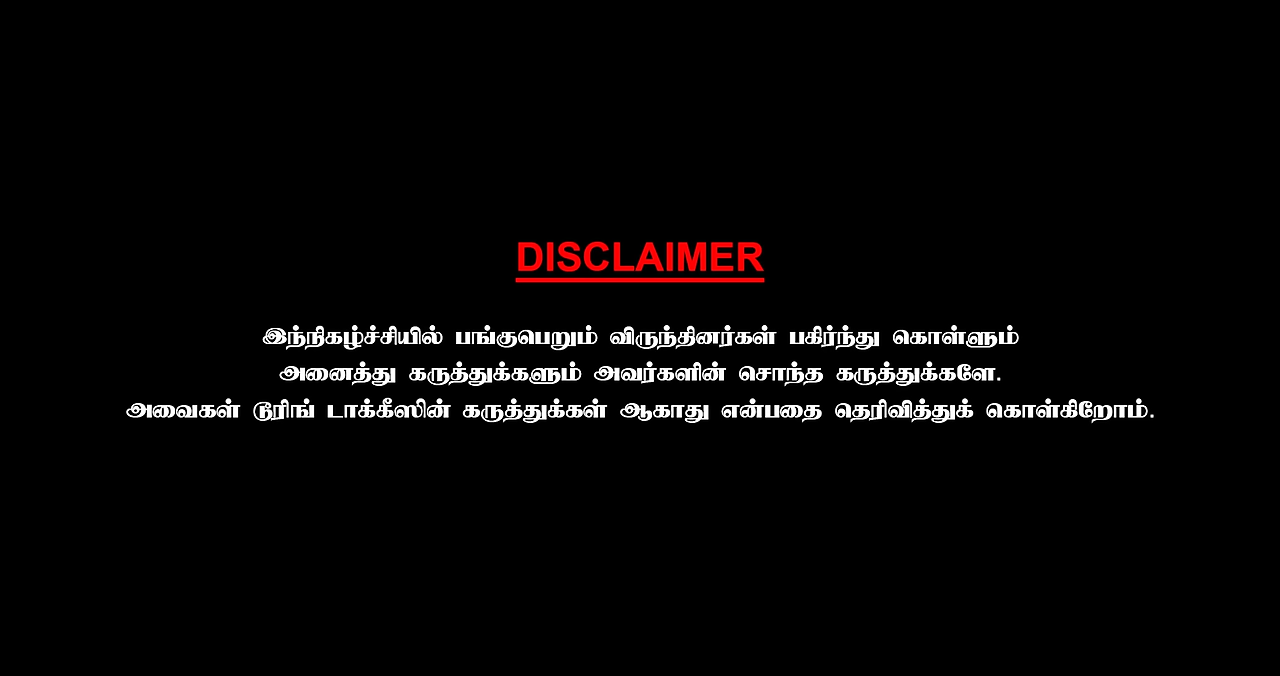 DISCLAIMER
இந்நிகழ்ச்சியில் பங்குபெறும் விருந்தினர்கள் பகிர்ந்து கொள்ளும்
அனைத்து கருத்துக்களும் அவர்களின் சொந்த கருத்துக்களே.
அவைகள் டூரிங் டாக்கீஸின் கருத்துக்கள் ஆகாது என்பதை தெரிவித்துக் கொள்கிறோம்.